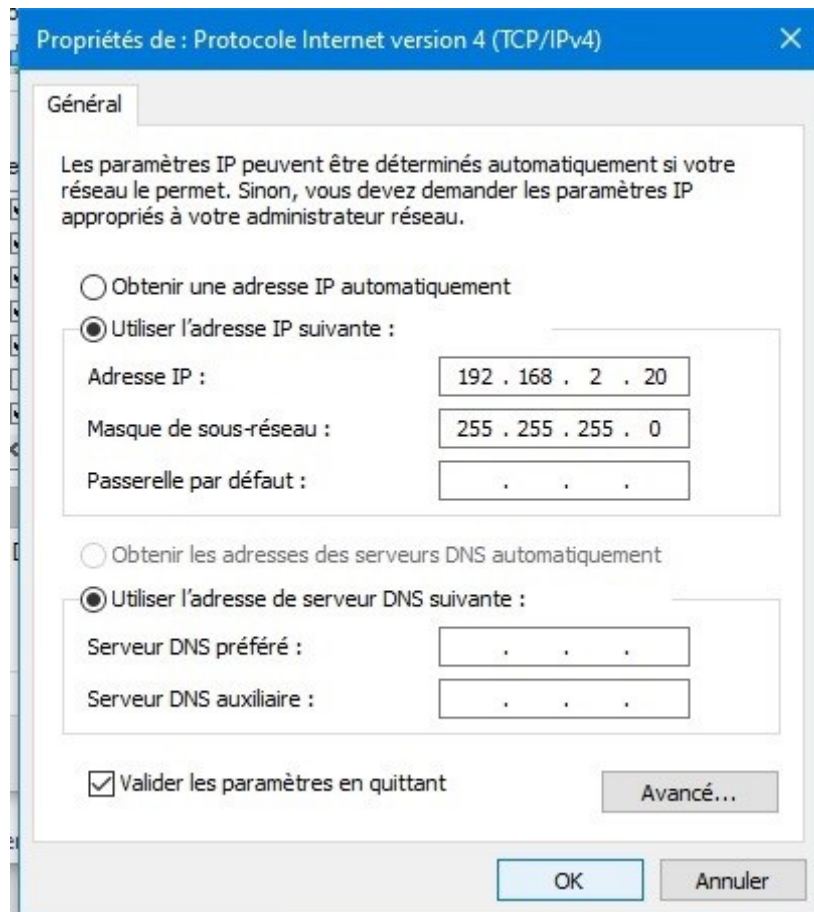 Propriétés de : Protocole Internet version 4 (TCP/IPv4)
Général
Les paramètres IP peuvent être déterminés automatiquement si votre
réseau le permet. Sinon, vous devez demander les paramètres IP
appropriés à votre administrateur réseau.
Obtenir une adresse IP automatiquement
Utiliser l'adresse IP suivante :
Adresse IP : 192 . 168 . 2 . 20
Masque de sous-réseau : 255 . 255 . 255 . 0
Passerelle par défaut : . . .
Obtenir les adresses des serveurs DNS automatiquement
Utiliser l'adresse de serveur DNS suivante :
Serveur DNS préféré : . . .
Serveur DNS auxiliaire : . . .
Valider les paramètres en quittant
Avancé...
OK
Annuler